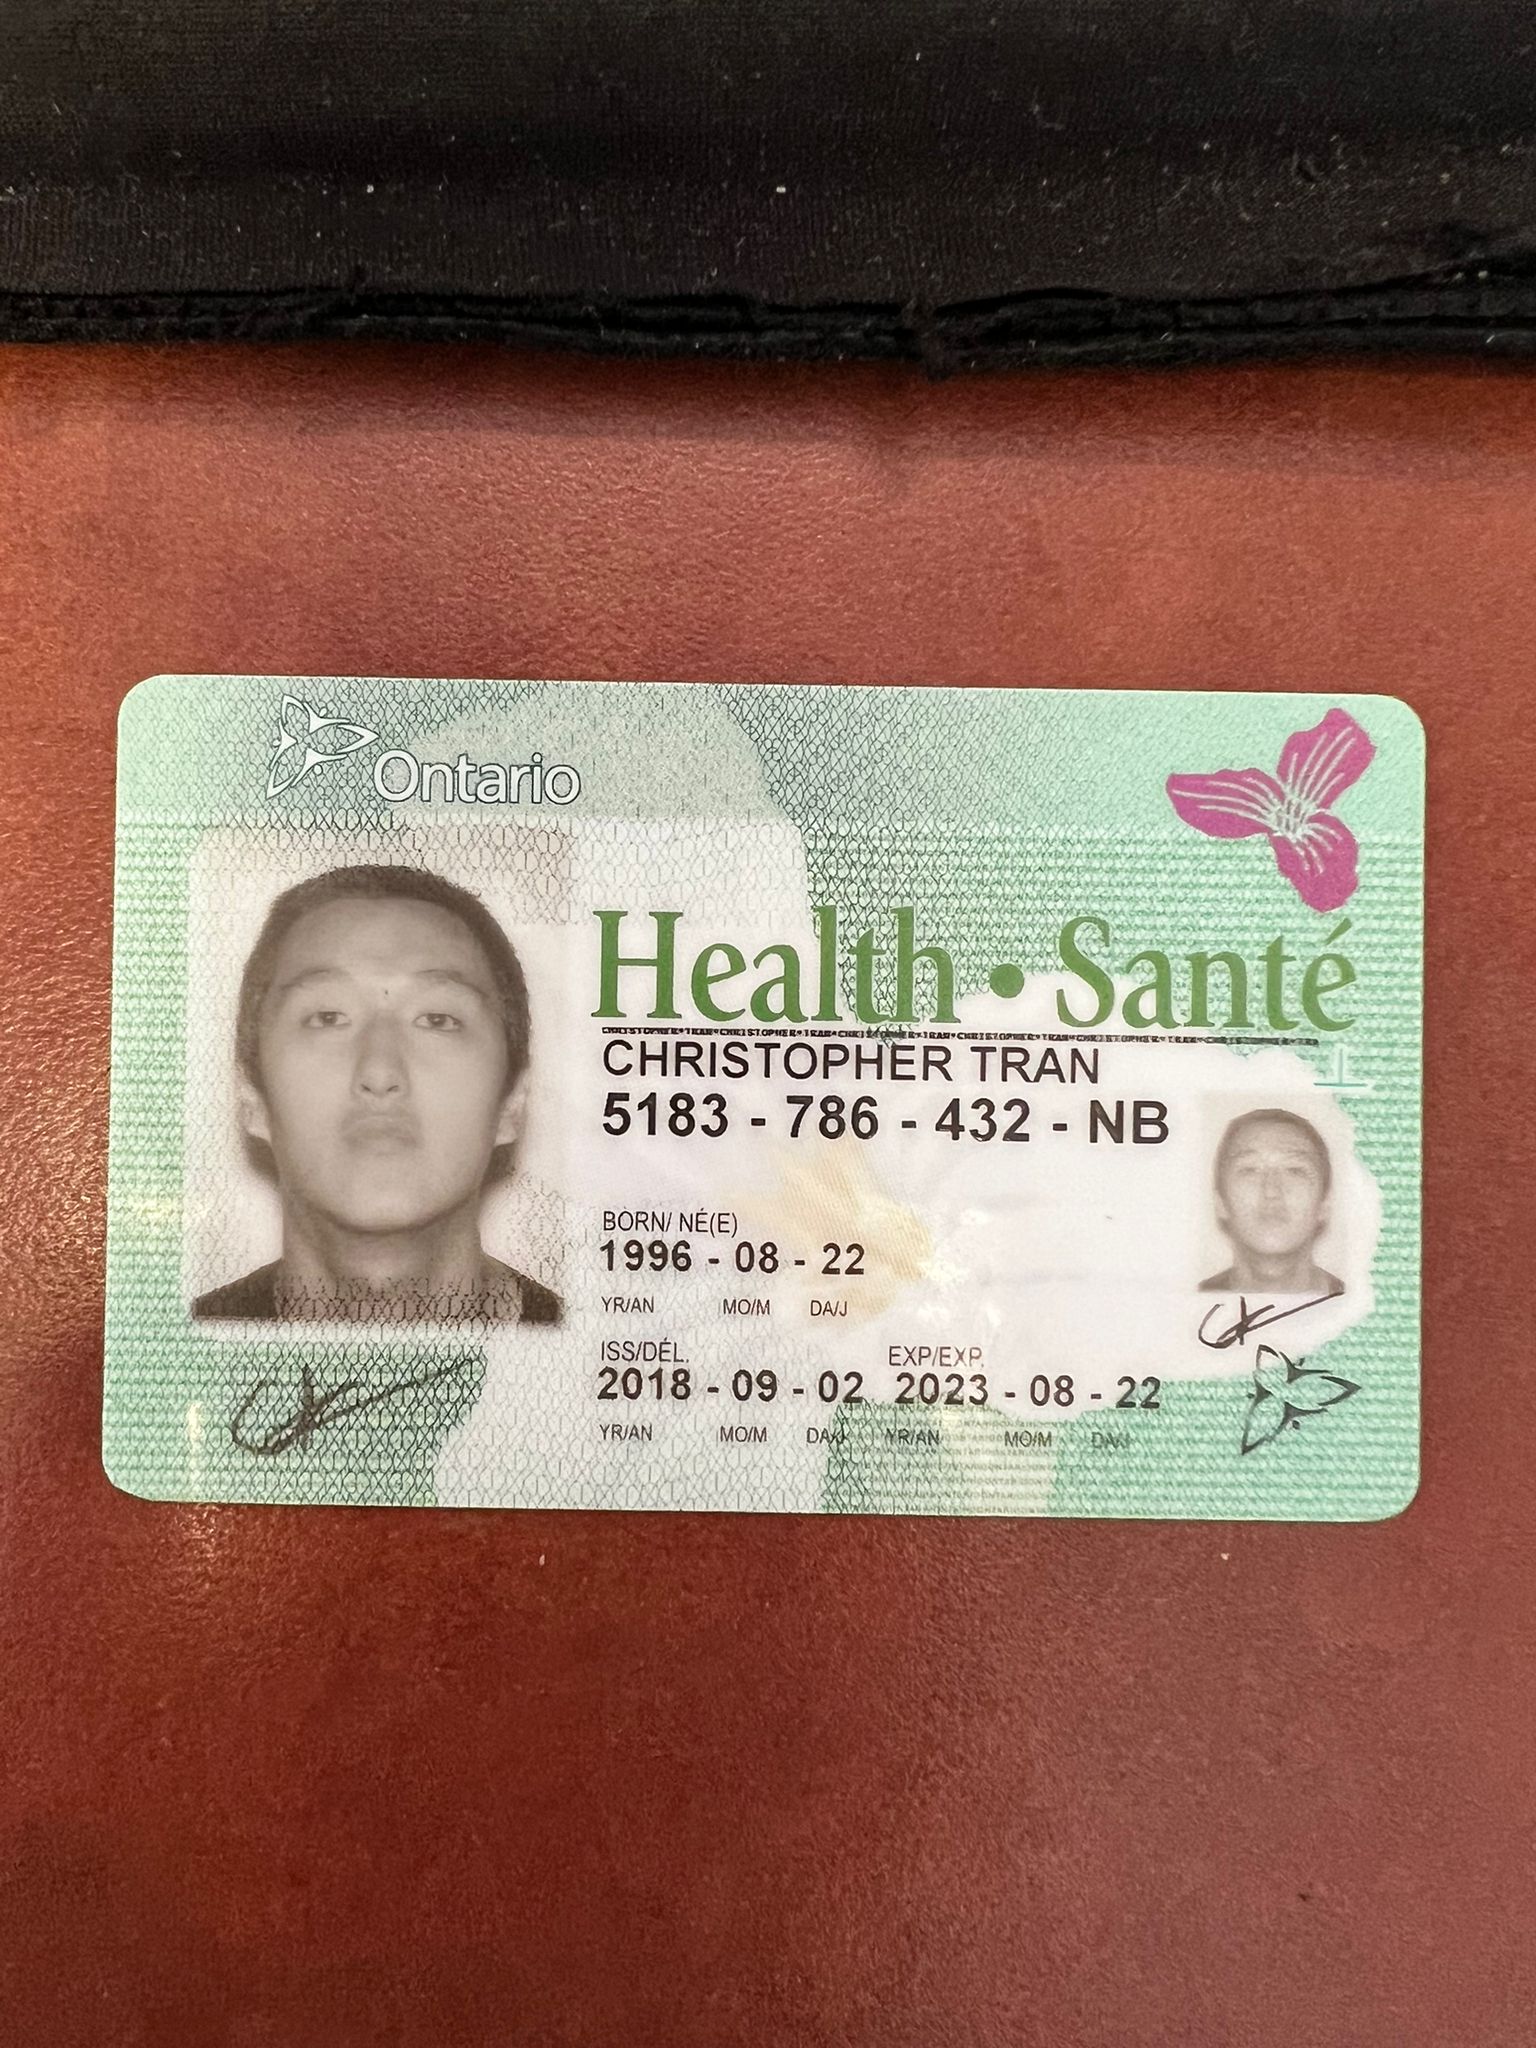 Ontario
Health • Santé
CHRISTOPHER TRAN
5183 - 786 - 432 - NB
BORN/ NÉ(E)
1996 - 08 - 22
YR/AN MO/M DA/J
ISS/DÉL. EXP/EXP.
2018 - 09 - 02 2023 - 08 - 22
YR/AN MO/M DA/J YR/AN MO/M DA/J